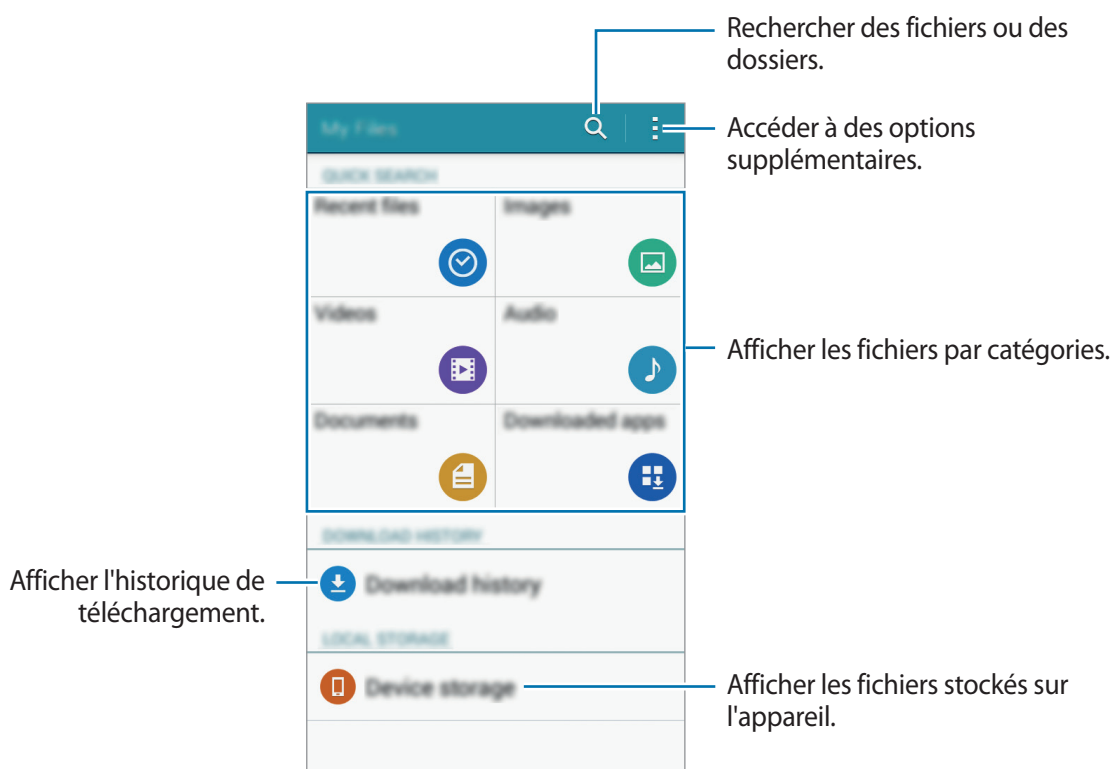 Rechercher des fichiers ou des
dossiers.
My Files
Accéder à des options
supplémentaires.
QUICK SEARCH
Recent files
Images
Videos
Audio
Afficher les fichiers par catégories.
Documents
Downloaded apps
DOWNLOAD HISTORY
Afficher l'historique de
téléchargement.
Download history
LOCAL STORAGE
Device storage
Afficher les fichiers stockés sur
l'appareil.